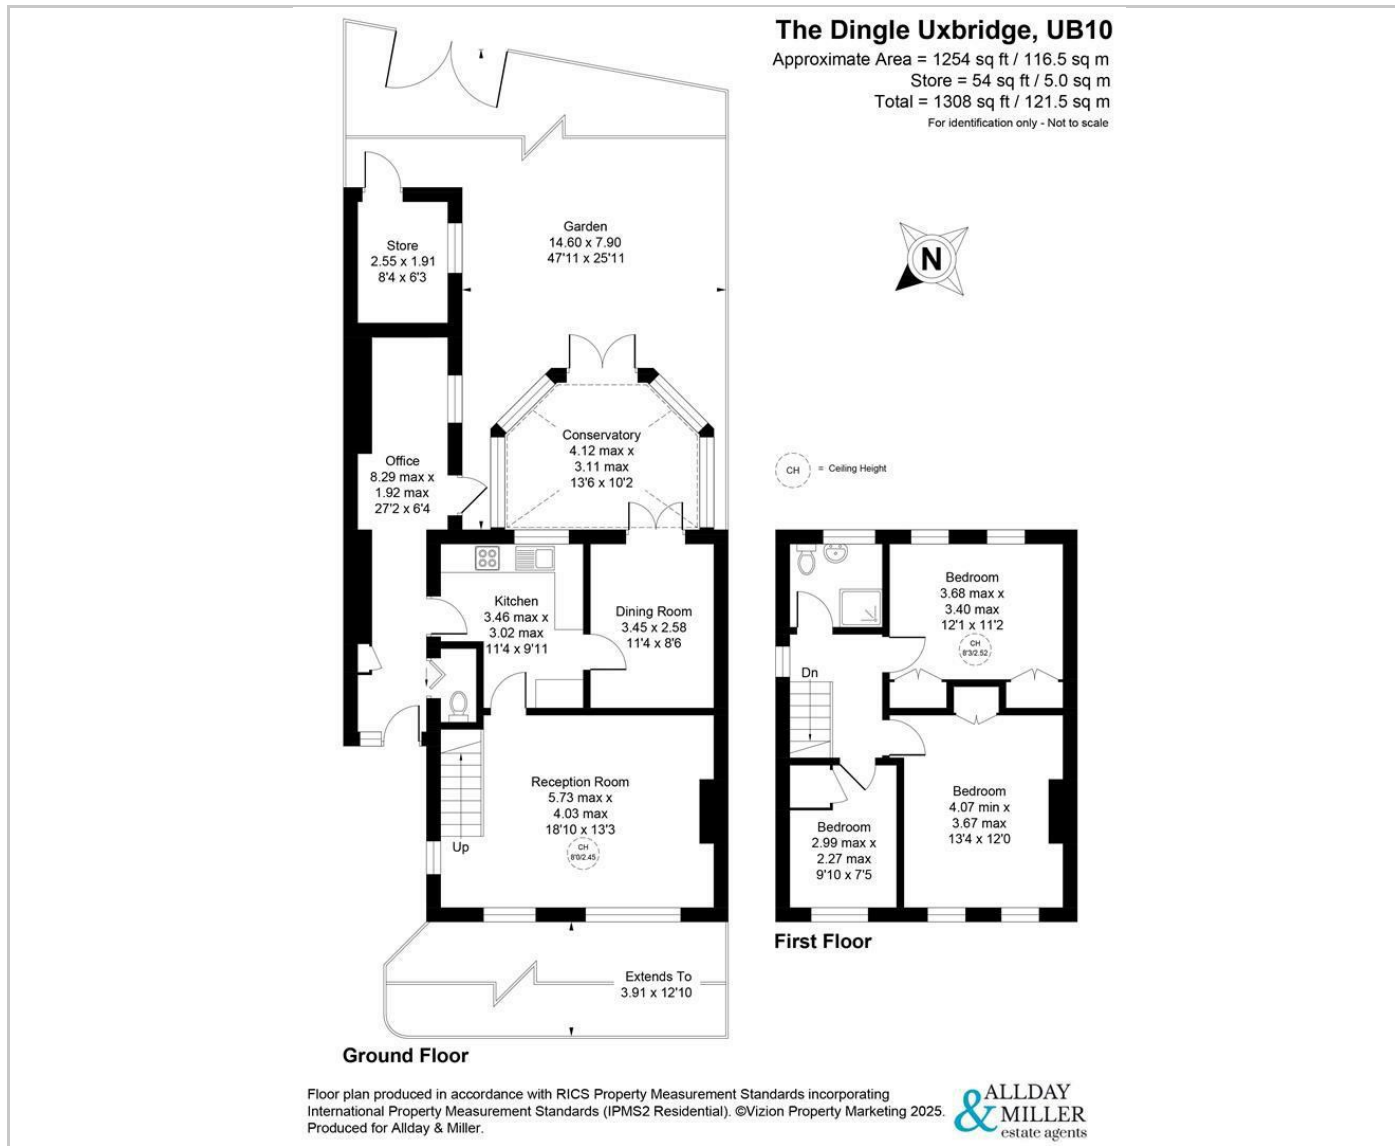 The Dingle Uxbridge, UB10
Approximate Area = 1254 sq ft / 116.5 sq m
Store = 54 sq ft / 5.0 sq m
Total = 1308 sq ft / 121.5 sq m
For identification only - Not to scale
Store
2.55 x 1.91
8'4 x 6'3
Garden
14.60 x 7.90
47'11 x 25'11
N
Conservatory
4.12 max x
3.11 max
13'6 x 10'2
Office
8.29 max x
1.92 max
27'2 x 6'4
CH = Ceiling Height
Kitchen
3.46 max x
3.02 max
11'4 x 9'11
Dining Room
3.45 x 2.58
11'4 x 8'6
Reception Room
5.73 max x
4.03 max
18'10 x 13'3
CH
8'0/2.45
Up
Extends To
3.91 x 12'10
Ground Floor
Bedroom
3.68 max x
3.40 max
12'1 x 11'2
CH
8'3/2.52
Dn
Bedroom
4.07 min x
3.67 max
13'4 x 12'0
Bedroom
2.99 max x
2.27 max
9'10 x 7'5
First Floor
Floor plan produced in accordance with RICS Property Measurement Standards incorporating
International Property Measurement Standards (IPMS2 Residential). ©Vizion Property Marketing 2025.
Produced for Allday & Miller.
ALLDAY
& MILLER
estate agents